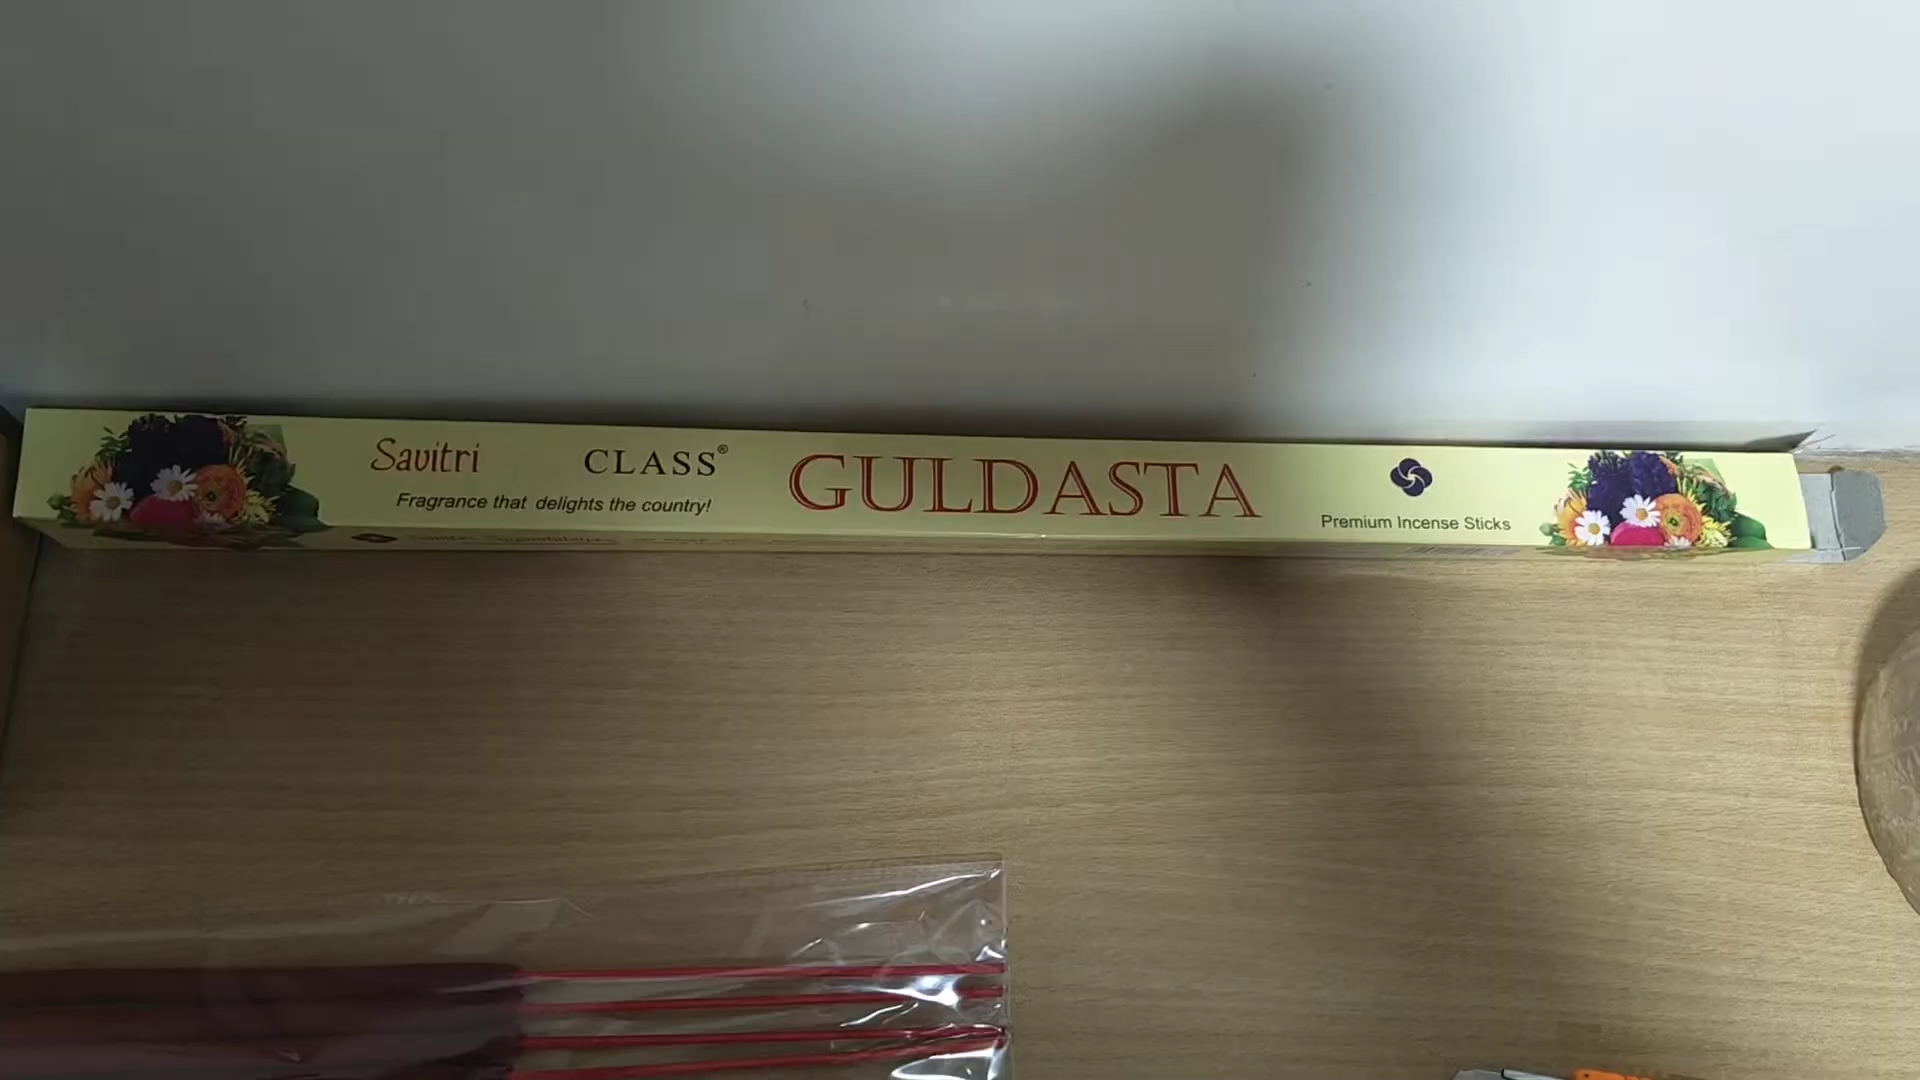 Savitri CLASS® GULDASTA
Fragrance that delights the country!
Premium Incense Sticks